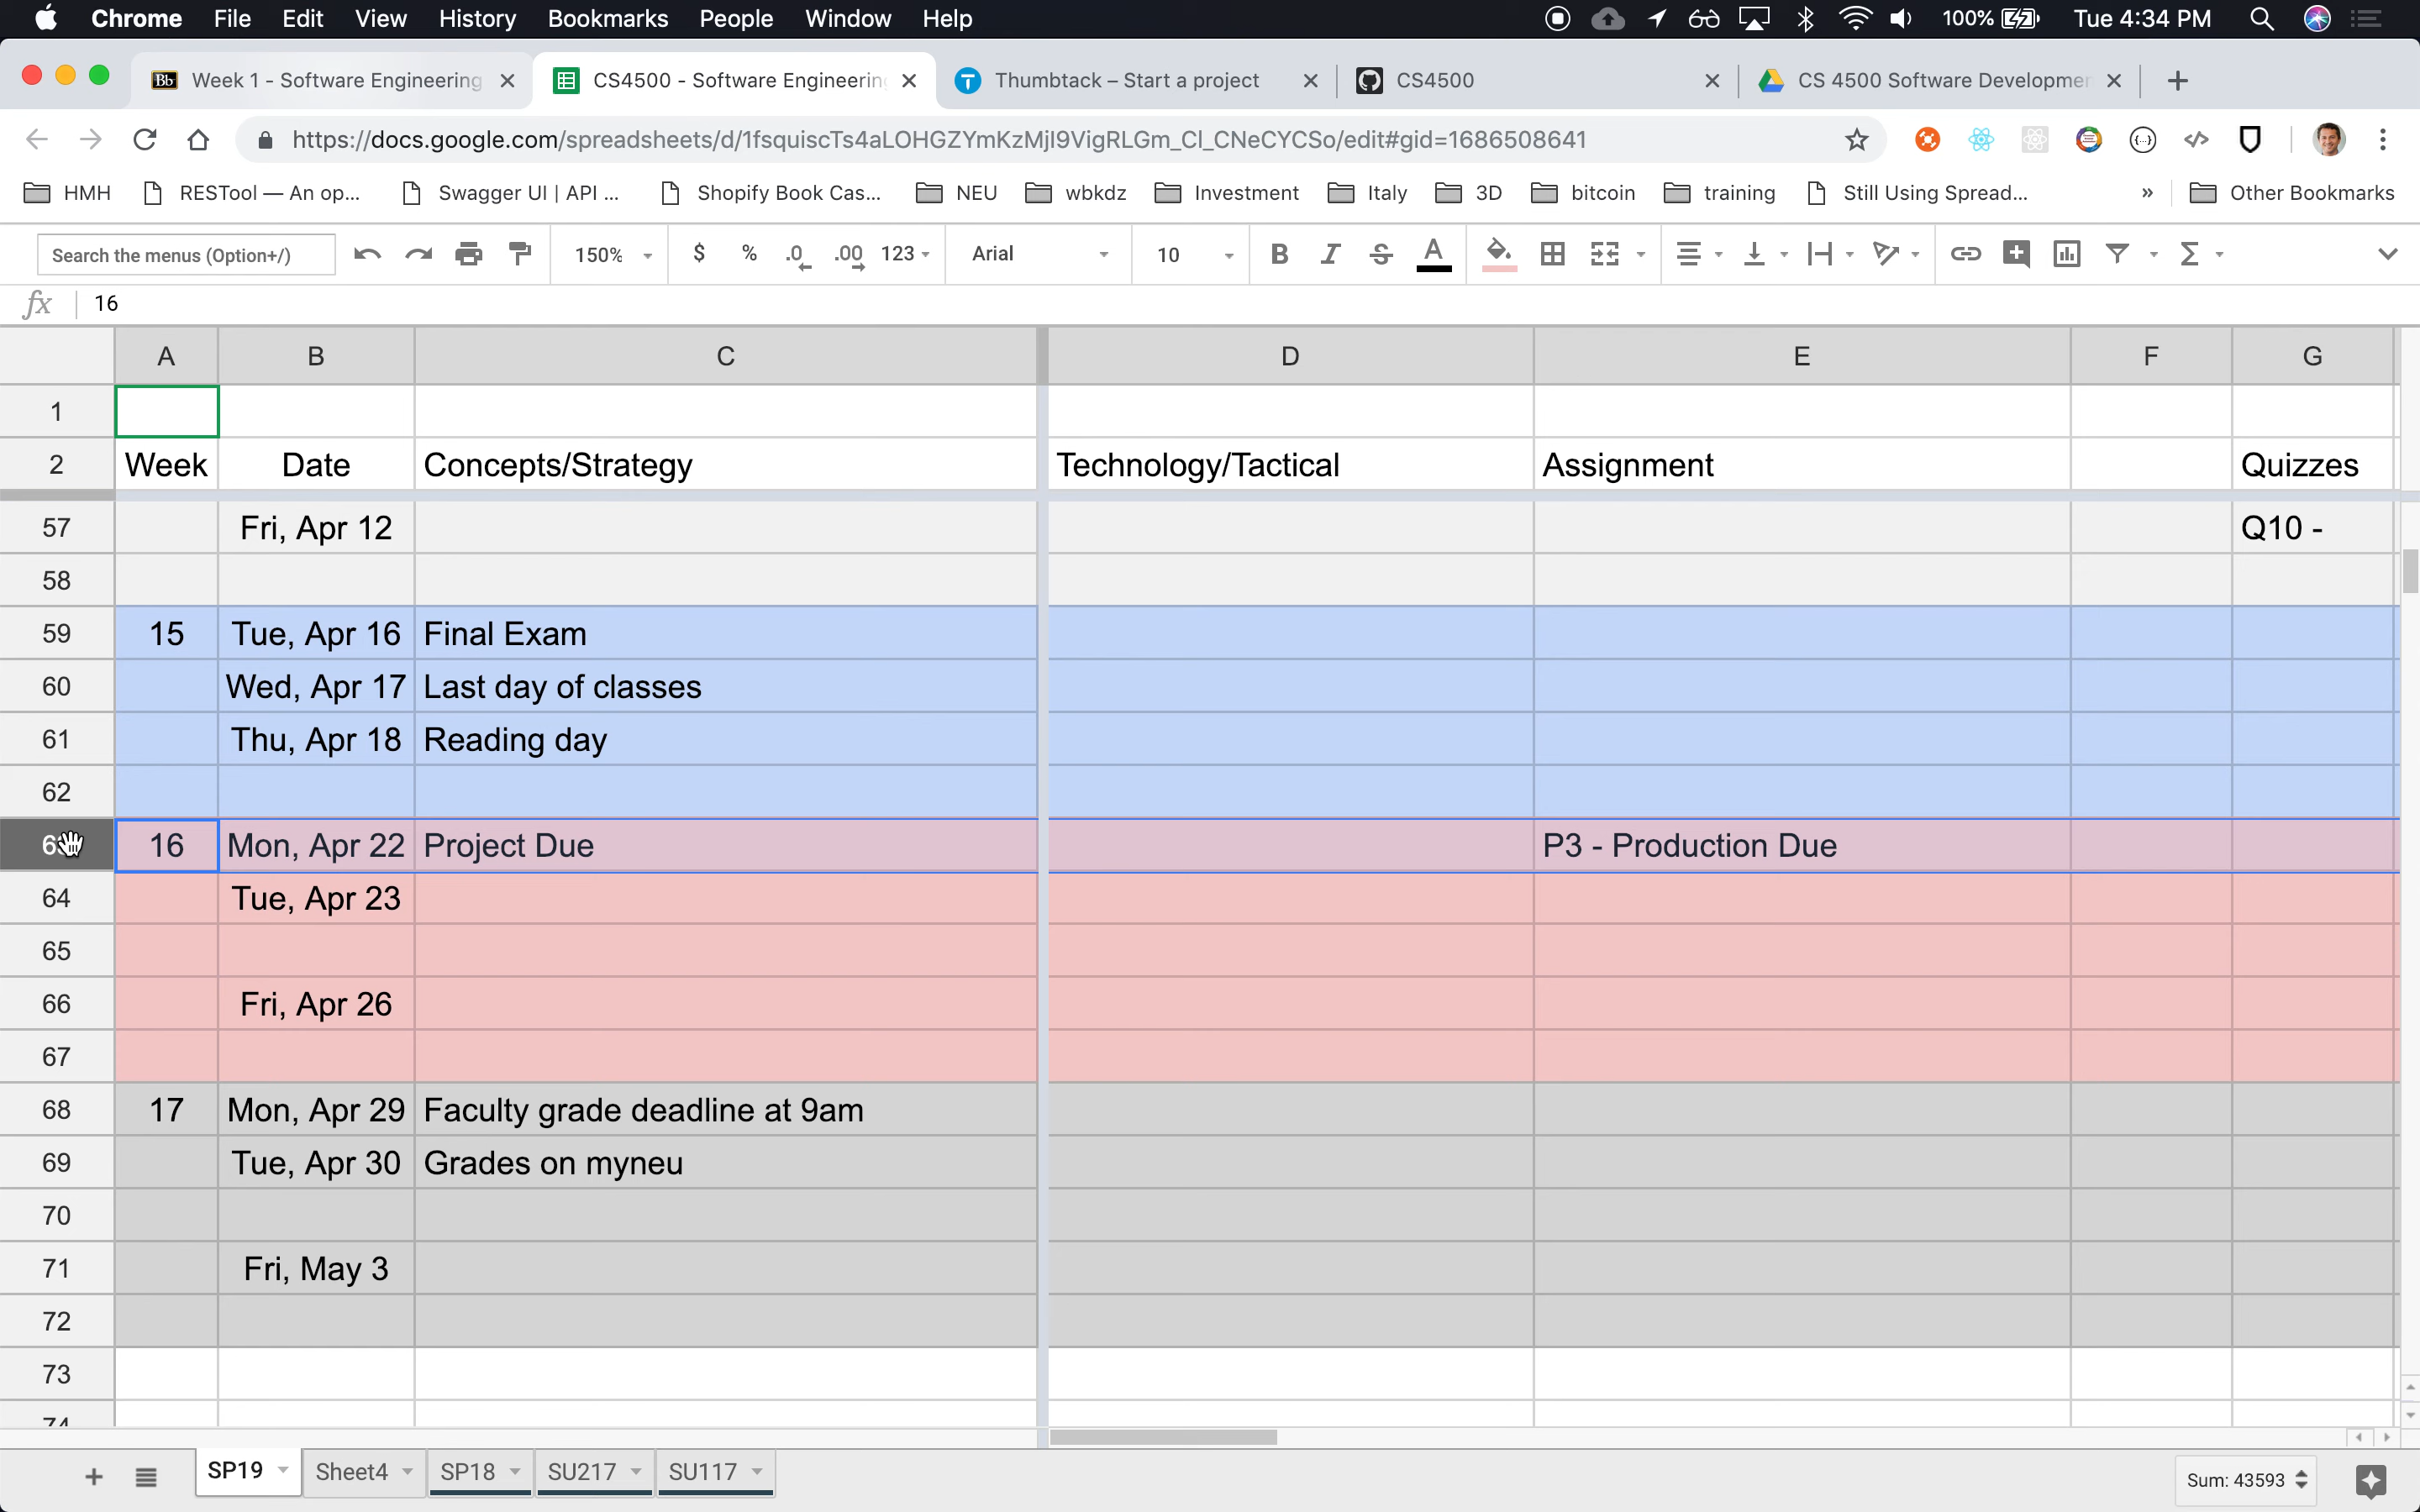 Chrome File Edit View History Bookmarks People Window Help 100% Tue 4:34 PM
Bb Week 1 - Software Engineering CS4500 - Software Engineering Thumbtack – Start a project CS4500 CS 4500 Software Developmen
https://docs.google.com/spreadsheets/d/1fsquiscTs4aLOHGZYmKzMjI9VigRLGm_Cl_CNeCYCSo/edit#gid=1686508641
HMH RESTool — An op... Swagger UI | API ... Shopify Book Cas... NEU wbkdz Investment Italy 3D bitcoin training Still Using Spread... » Other Bookmarks
Search the menus (Option+/) 150% $ % .0 .00 123 Arial 10 B I S A
fx 16
A B C D E F G
1
2 Week Date Concepts/Strategy Technology/Tactical Assignment Quizzes
57 Fri, Apr 12 Q10 -
58
59 15 Tue, Apr 16 Final Exam
60 Wed, Apr 17 Last day of classes
61 Thu, Apr 18 Reading day
62
16 Mon, Apr 22 Project Due P3 - Production Due
64 Tue, Apr 23
65
66 Fri, Apr 26
67
68 17 Mon, Apr 29 Faculty grade deadline at 9am
69 Tue, Apr 30 Grades on myneu
70
71 Fri, May 3
72
73
74
SP19 Sheet4 SP18 SU217 SU117 Sum: 43593